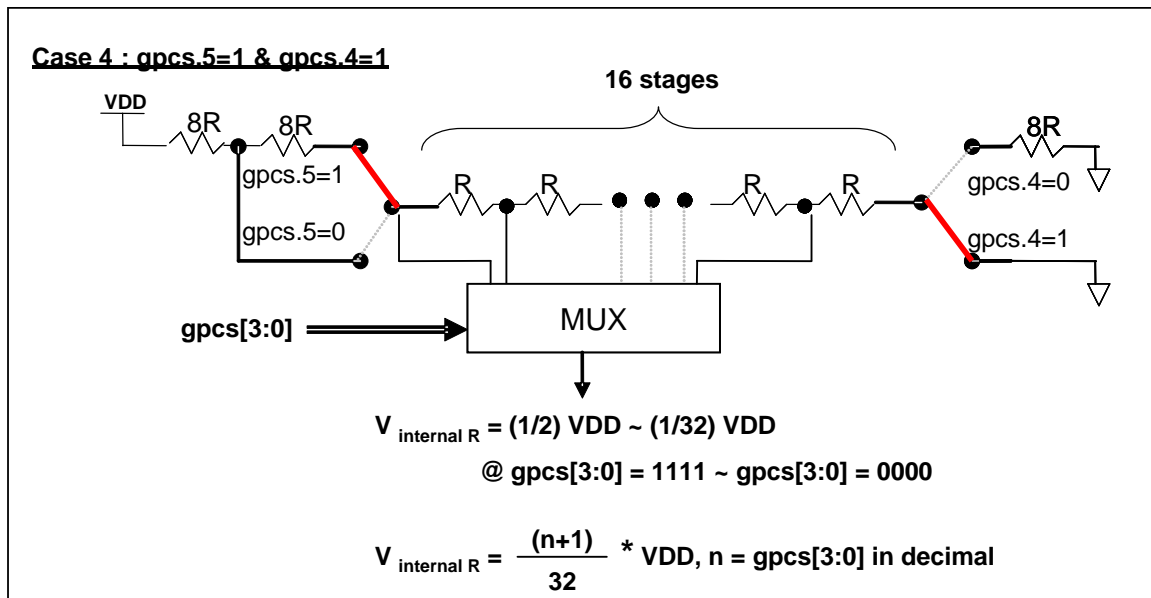 Case 4 : gpcs.5=1 & gpcs.4=1
16 stages
VDD
8R
8R
8R
gpcs.5=1
R
R
R
R
gpcs.4=0
gpcs.5=0
gpcs.4=1
MUX
gpcs[3:0]
V internal R = (1/2) VDD ~ (1/32) VDD
@ gpcs[3:0] = 1111 ~ gpcs[3:0] = 0000
V internal R = (n+1) / 32 * VDD, n = gpcs[3:0] in decimal